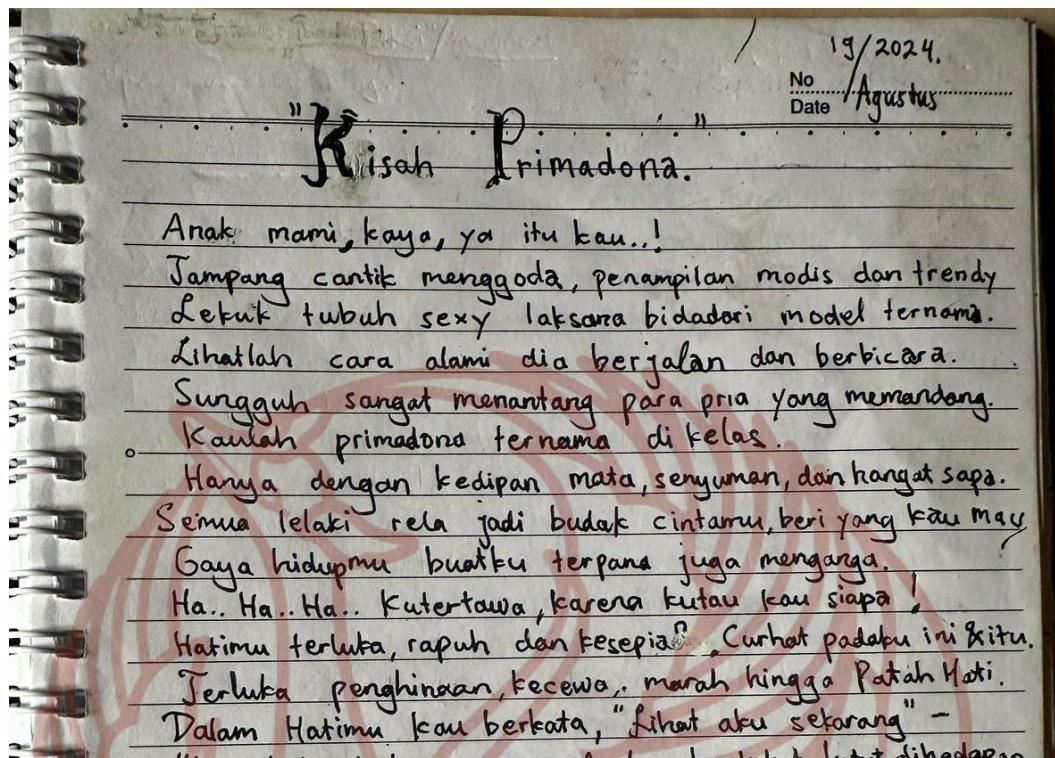 19/2024.
No
Date Agustus
"Kisah Primadona."
Anak mami, kaya, ya itu kau..!
Tampang cantik menggoda, penampilan modis dan trendy
Lekuk tubuh sexy laksana bidadari model ternama.
Lihatlah cara alami dia berjalan dan berbicara.
Sungguh sangat menantang para pria yang memandang.
Kaulah primadona ternama di kelas.
Hanya dengan kedipan mata, senyuman, dan hangat sapa.
Semua lelaki rela jadi budak cintamu, beri yang kau mau
Gaya hidupmu buatku terpana juga menganga.
Ha.. Ha.. Ha.. Kutertawa, karena kutau kau siapa!
Hatimu terluka, rapuh dan kesepian. Curhat padaku ini & itu.
Terluka penghinaan, kecewa, marah hingga Patah Hati.
Dalam Hatimu kau berkata, "Lihat aku sekarang" -
dihadapan